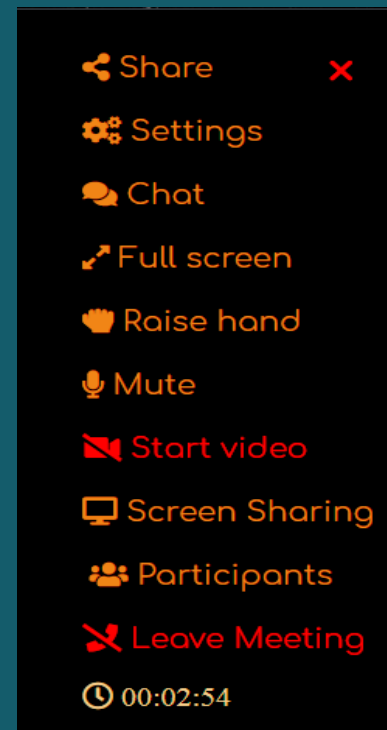 Share
Settings
Chat
Full screen
Raise hand
Mute
Start video
Screen Sharing
Participants
Leave Meeting
00:02:54